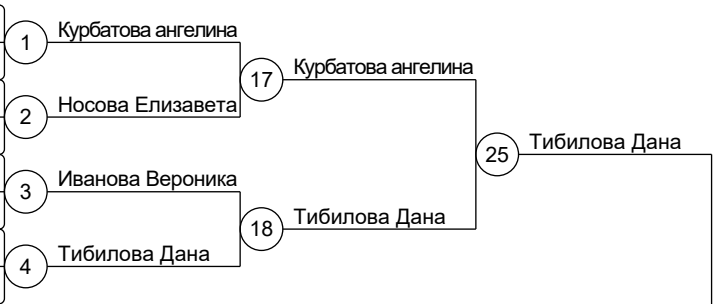 Курбатова ангелина
1
Курбатова ангелина
17
Носова Елизавета
2
Тибилова Дана
25
Иванова Вероника
3
Тибилова Дана
18
Тибилова Дана
4